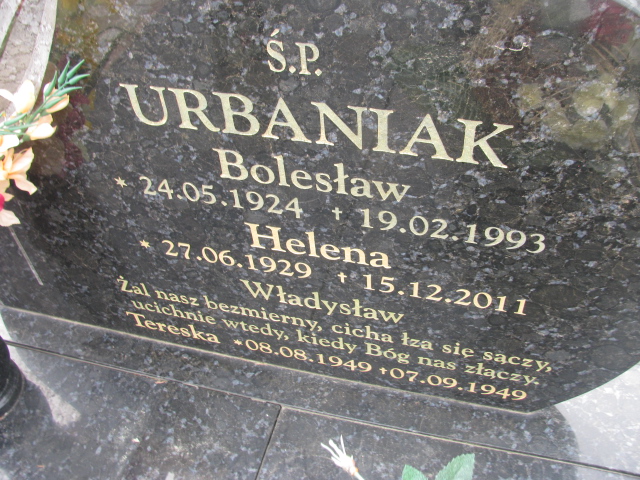 Ś.P.
URBANIAK
Bolesław
* 24.05.1924 † 19.02.1993
Helena
* 27.06.1929 † 15.12.2011
Władysław
Żal nasz bezmierny, cicha łza się sączy,
ucichnie wtedy, kiedy Bóg nas złączy.
Tereska *08.08.1949 †07.09.1949